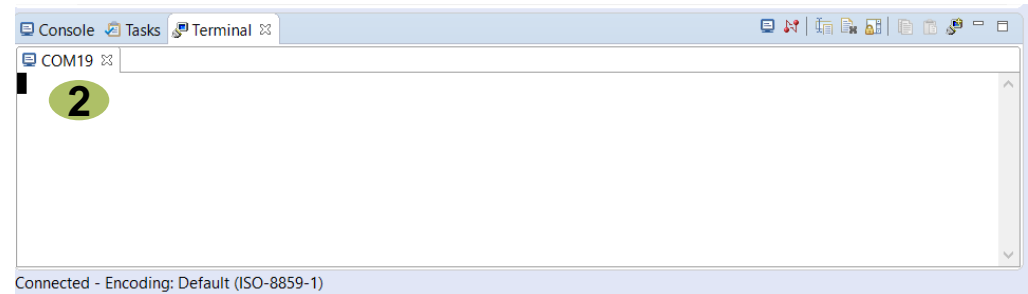 Console Tasks Terminal
COM19
2
Connected - Encoding: Default (ISO-8859-1)